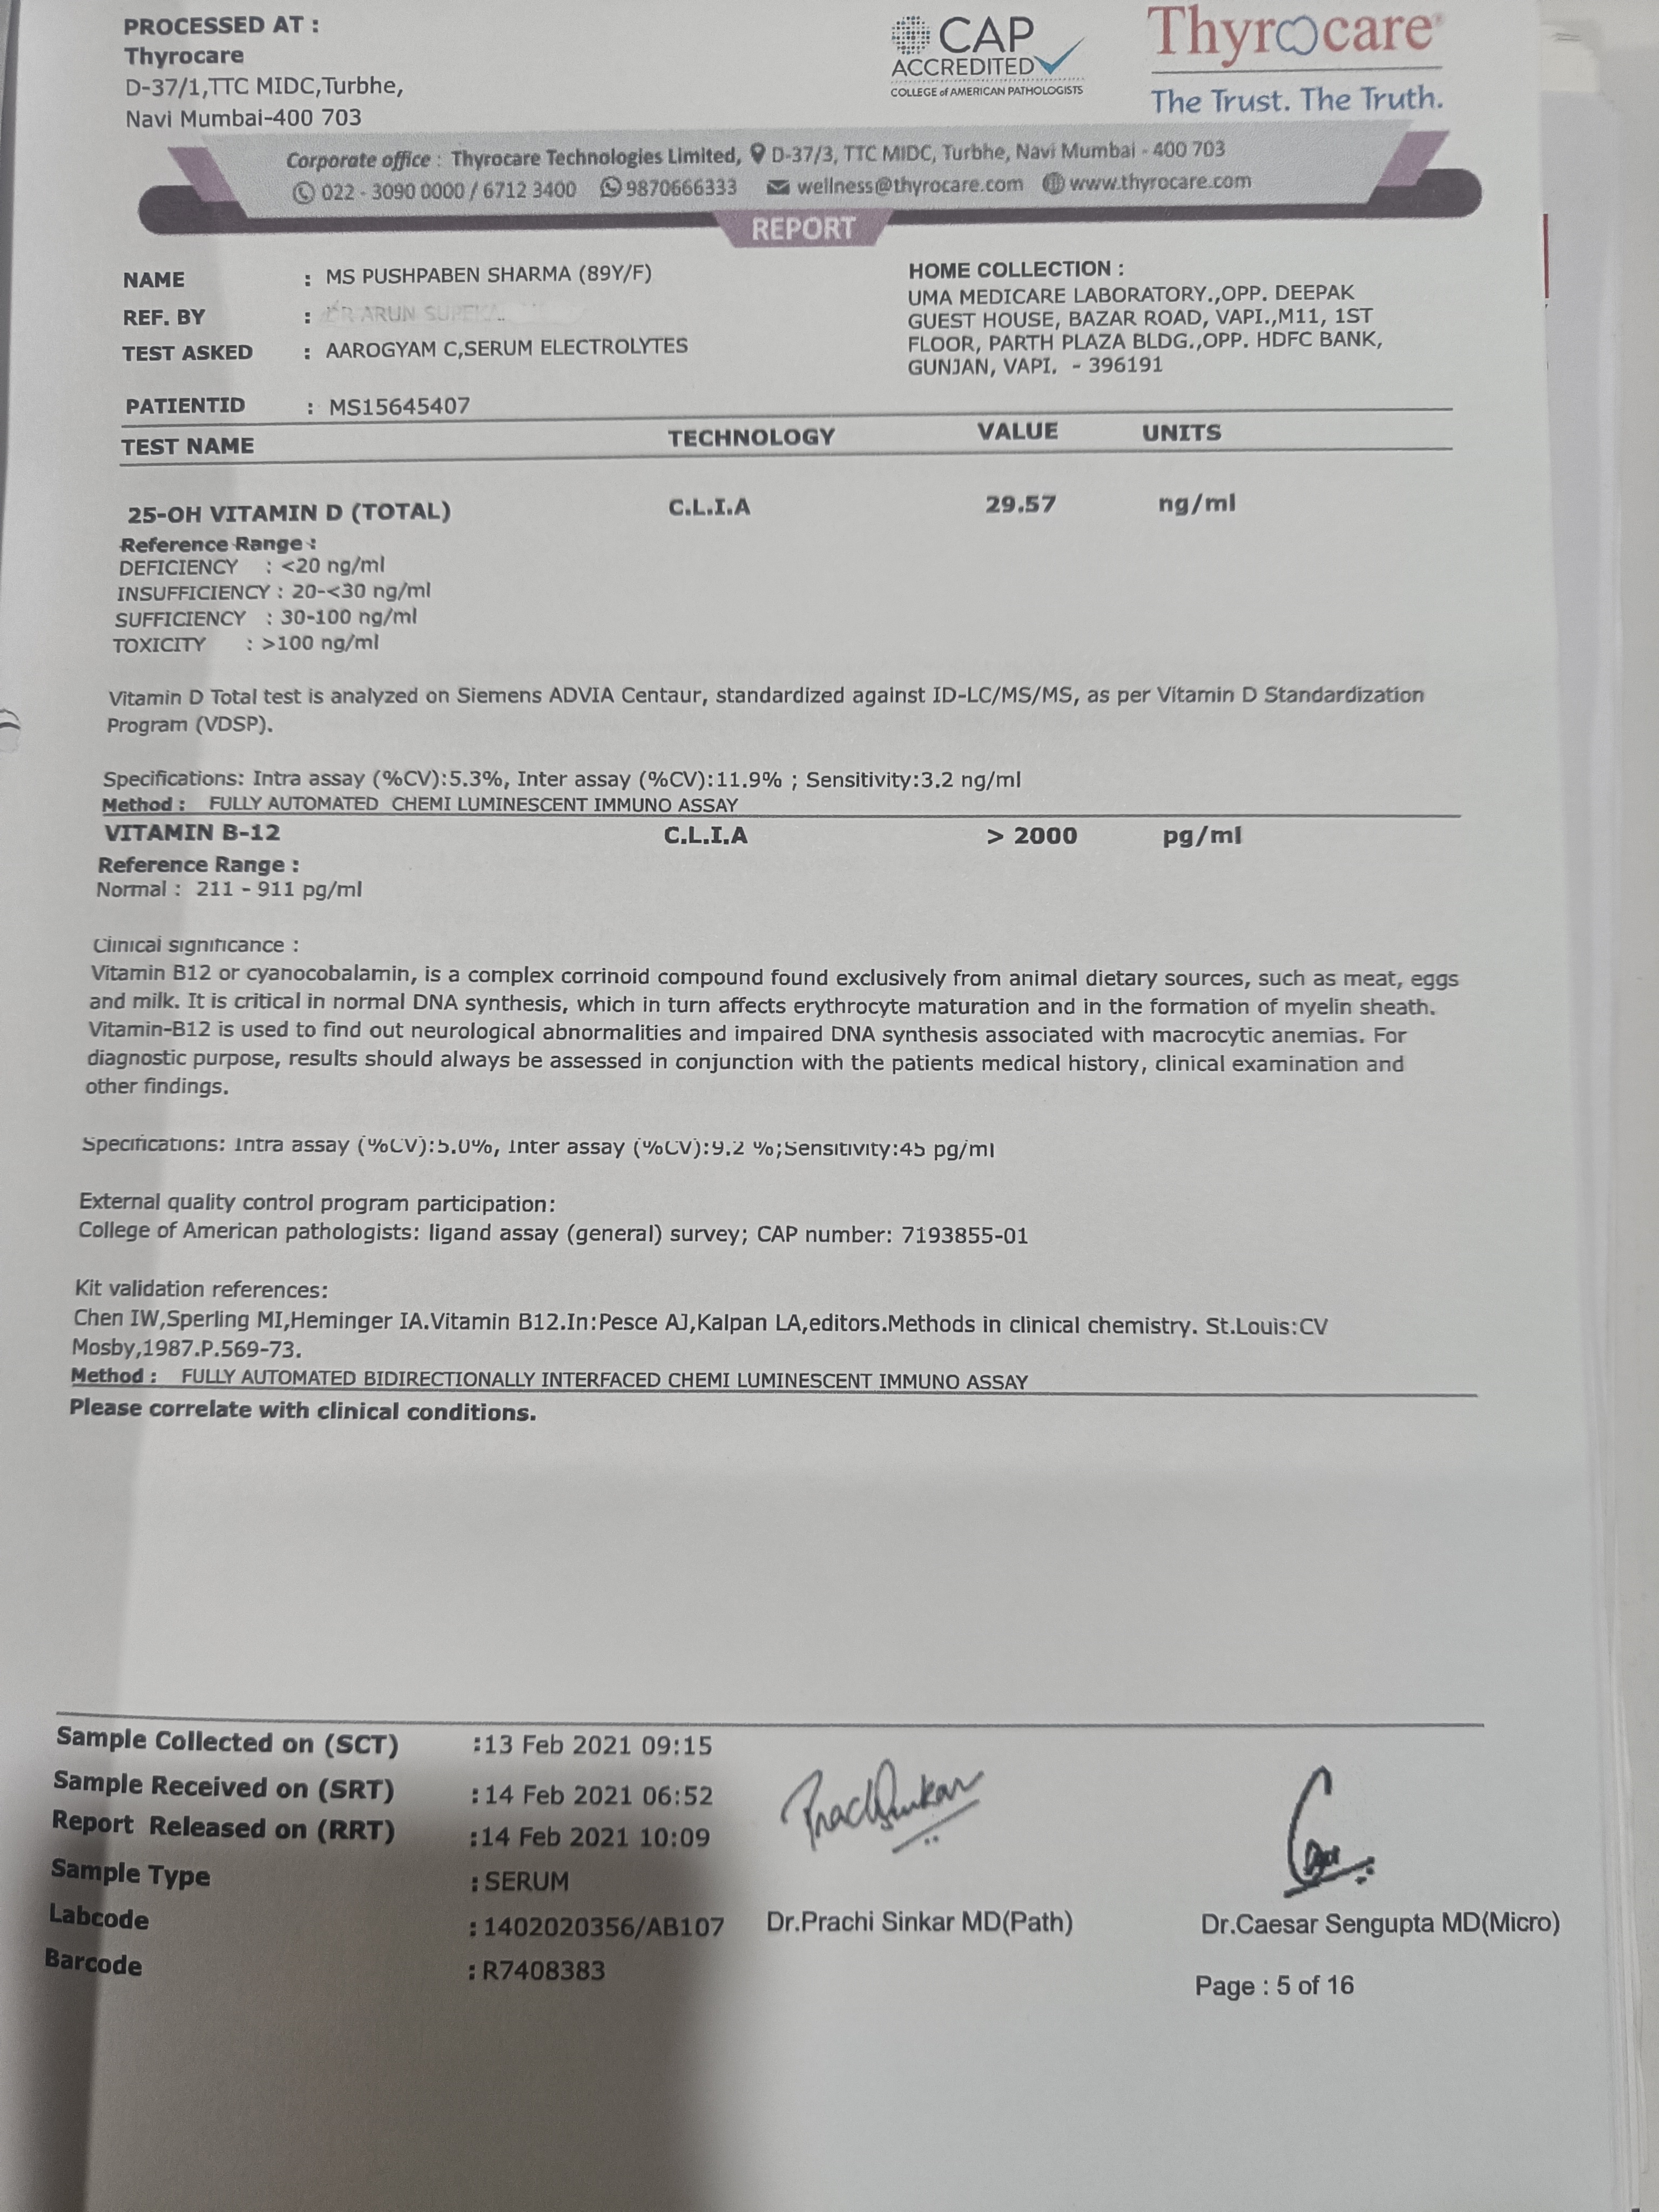 PROCESSED AT :
Thyrocare
D-37/1,TTC MIDC,Turbhe,
Navi Mumbai-400 703
CAP
ACCREDITED
COLLEGE of AMERICAN PATHOLOGISTS
Thyrocare®
The Trust. The Truth.
Corporate office : Thyrocare Technologies Limited, D-37/3, TTC MIDC, Turbhe, Navi Mumbai - 400 703
022 - 3090 0000 / 6712 3400 9870666333 wellness@thyrocare.com www.thyrocare.com
REPORT
NAME : MS PUSHPABEN SHARMA (89Y/F)
REF. BY : DR ARUN
TEST ASKED : AAROGYAM C,SERUM ELECTROLYTES
PATIENTID : MS15645407
HOME COLLECTION :
UMA MEDICARE LABORATORY.,OPP. DEEPAK
GUEST HOUSE, BAZAR ROAD, VAPI.,M11, 1ST
FLOOR, PARTH PLAZA BLDG.,OPP. HDFC BANK,
GUNJAN, VAPI. - 396191
TEST NAME TECHNOLOGY VALUE UNITS
25-OH VITAMIN D (TOTAL) C.L.I.A 29.57 ng/ml
Reference Range :
DEFICIENCY : <20 ng/ml
INSUFFICIENCY : 20-<30 ng/ml
SUFFICIENCY : 30-100 ng/ml
TOXICITY : >100 ng/ml
Vitamin D Total test is analyzed on Siemens ADVIA Centaur, standardized against ID-LC/MS/MS, as per Vitamin D Standardization
Program (VDSP).
Specifications: Intra assay (%CV):5.3%, Inter assay (%CV):11.9% ; Sensitivity:3.2 ng/ml
Method : FULLY AUTOMATED CHEMI LUMINESCENT IMMUNO ASSAY
VITAMIN B-12 C.L.I.A > 2000 pg/ml
Reference Range :
Normal : 211 - 911 pg/ml
Clinical significance :
Vitamin B12 or cyanocobalamin, is a complex corrinoid compound found exclusively from animal dietary sources, such as meat, eggs
and milk. It is critical in normal DNA synthesis, which in turn affects erythrocyte maturation and in the formation of myelin sheath.
Vitamin-B12 is used to find out neurological abnormalities and impaired DNA synthesis associated with macrocytic anemias. For
diagnostic purpose, results should always be assessed in conjunction with the patients medical history, clinical examination and
other findings.
Specifications: Intra assay (%CV):5.0%, Inter assay (%CV):9.2 %;Sensitivity:45 pg/ml
External quality control program participation:
College of American pathologists: ligand assay (general) survey; CAP number: 7193855-01
Kit validation references:
Chen IW,Sperling MI,Heminger IA.Vitamin B12.In:Pesce AJ,Kalpan LA,editors.Methods in clinical chemistry. St.Louis:CV
Mosby,1987.P.569-73.
Method : FULLY AUTOMATED BIDIRECTIONALLY INTERFACED CHEMI LUMINESCENT IMMUNO ASSAY
Please correlate with clinical conditions.
Sample Collected on (SCT) :13 Feb 2021 09:15
Sample Received on (SRT) :14 Feb 2021 06:52
Report Released on (RRT) :14 Feb 2021 10:09
Sample Type : SERUM
Labcode : 1402020356/AB107
Barcode : R7408383
Dr.Prachi Sinkar MD(Path)
Dr.Caesar Sengupta MD(Micro)
Page : 5 of 16